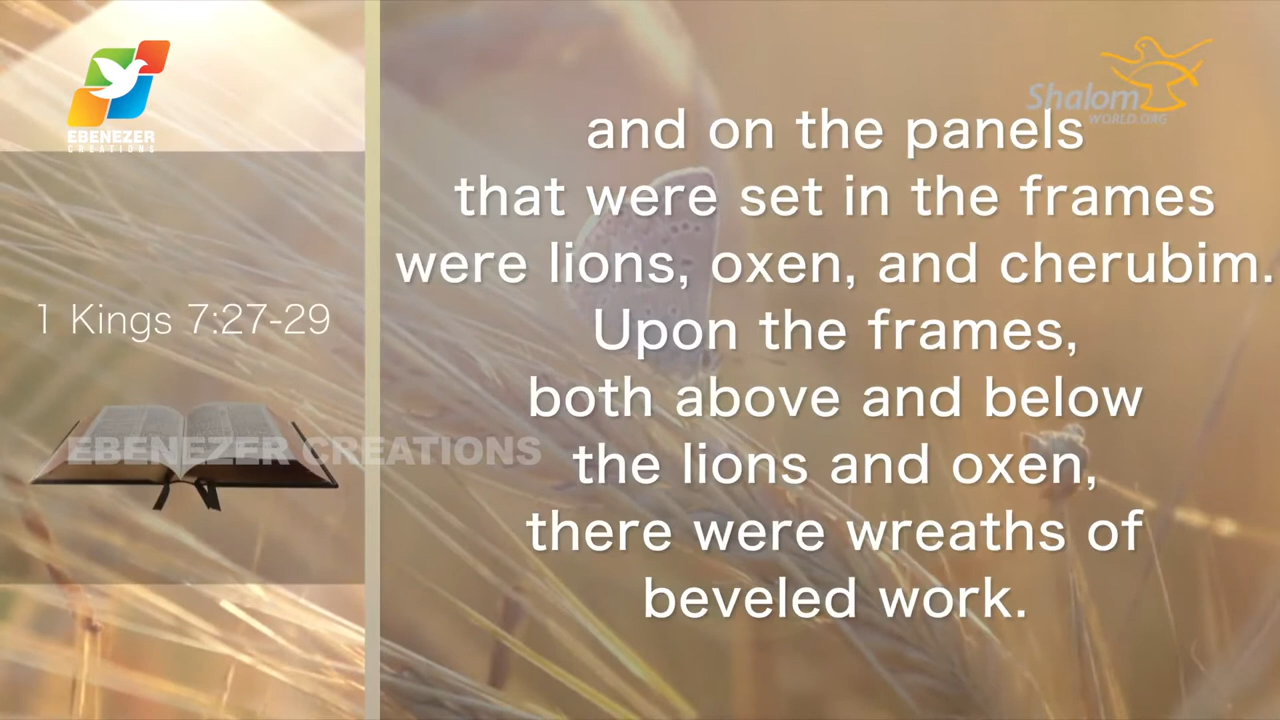 EBENEZER
CREATIONS
1 Kings 7:27-29
EBENEZER CREATIONS
Shalom
WORLD.ORG
and on the panels
that were set in the frames
were lions, oxen, and cherubim.
Upon the frames,
both above and below
the lions and oxen,
there were wreaths of
beveled work.